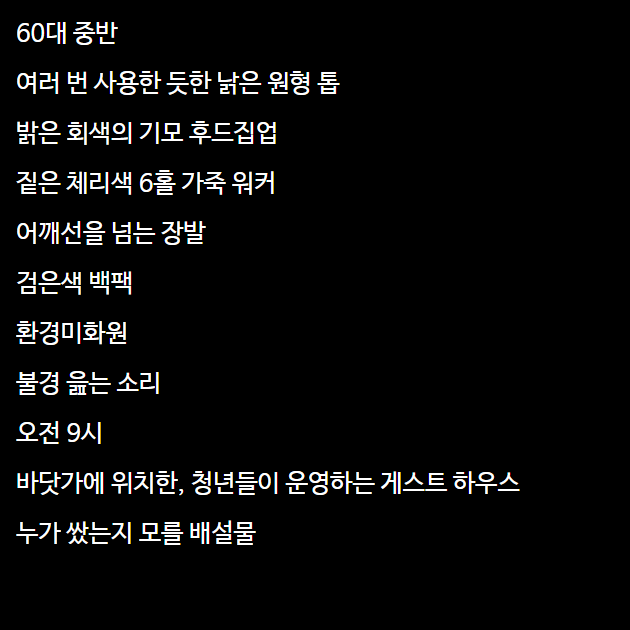 60대 중반
여러 번 사용한 듯한 낡은 원형 톱
밝은 회색의 기모 후드집업
짙은 체리색 6홀 가죽 워커
어깨선을 넘는 장발
검은색 백팩
환경미화원
불경 읊는 소리
오전 9시
바닷가에 위치한, 청년들이 운영하는 게스트 하우스
누가 쌌는지 모를 배설물